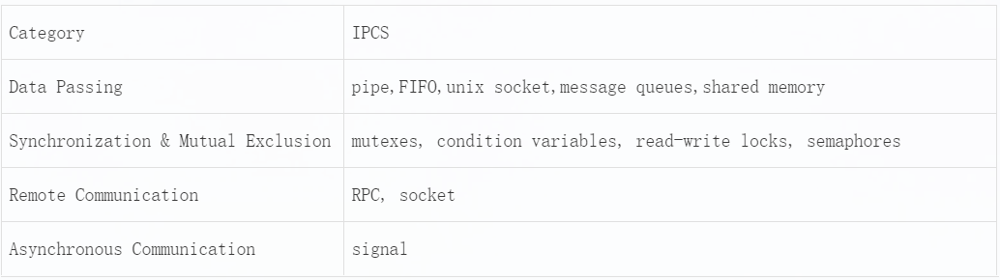 Category IPCS
Data Passing pipe,FIFO,unix socket,message queues,shared memory
Synchronization & Mutual Exclusion mutexes, condition variables, read-write locks, semaphores
Remote Communication RPC, socket
Asynchronous Communication signal